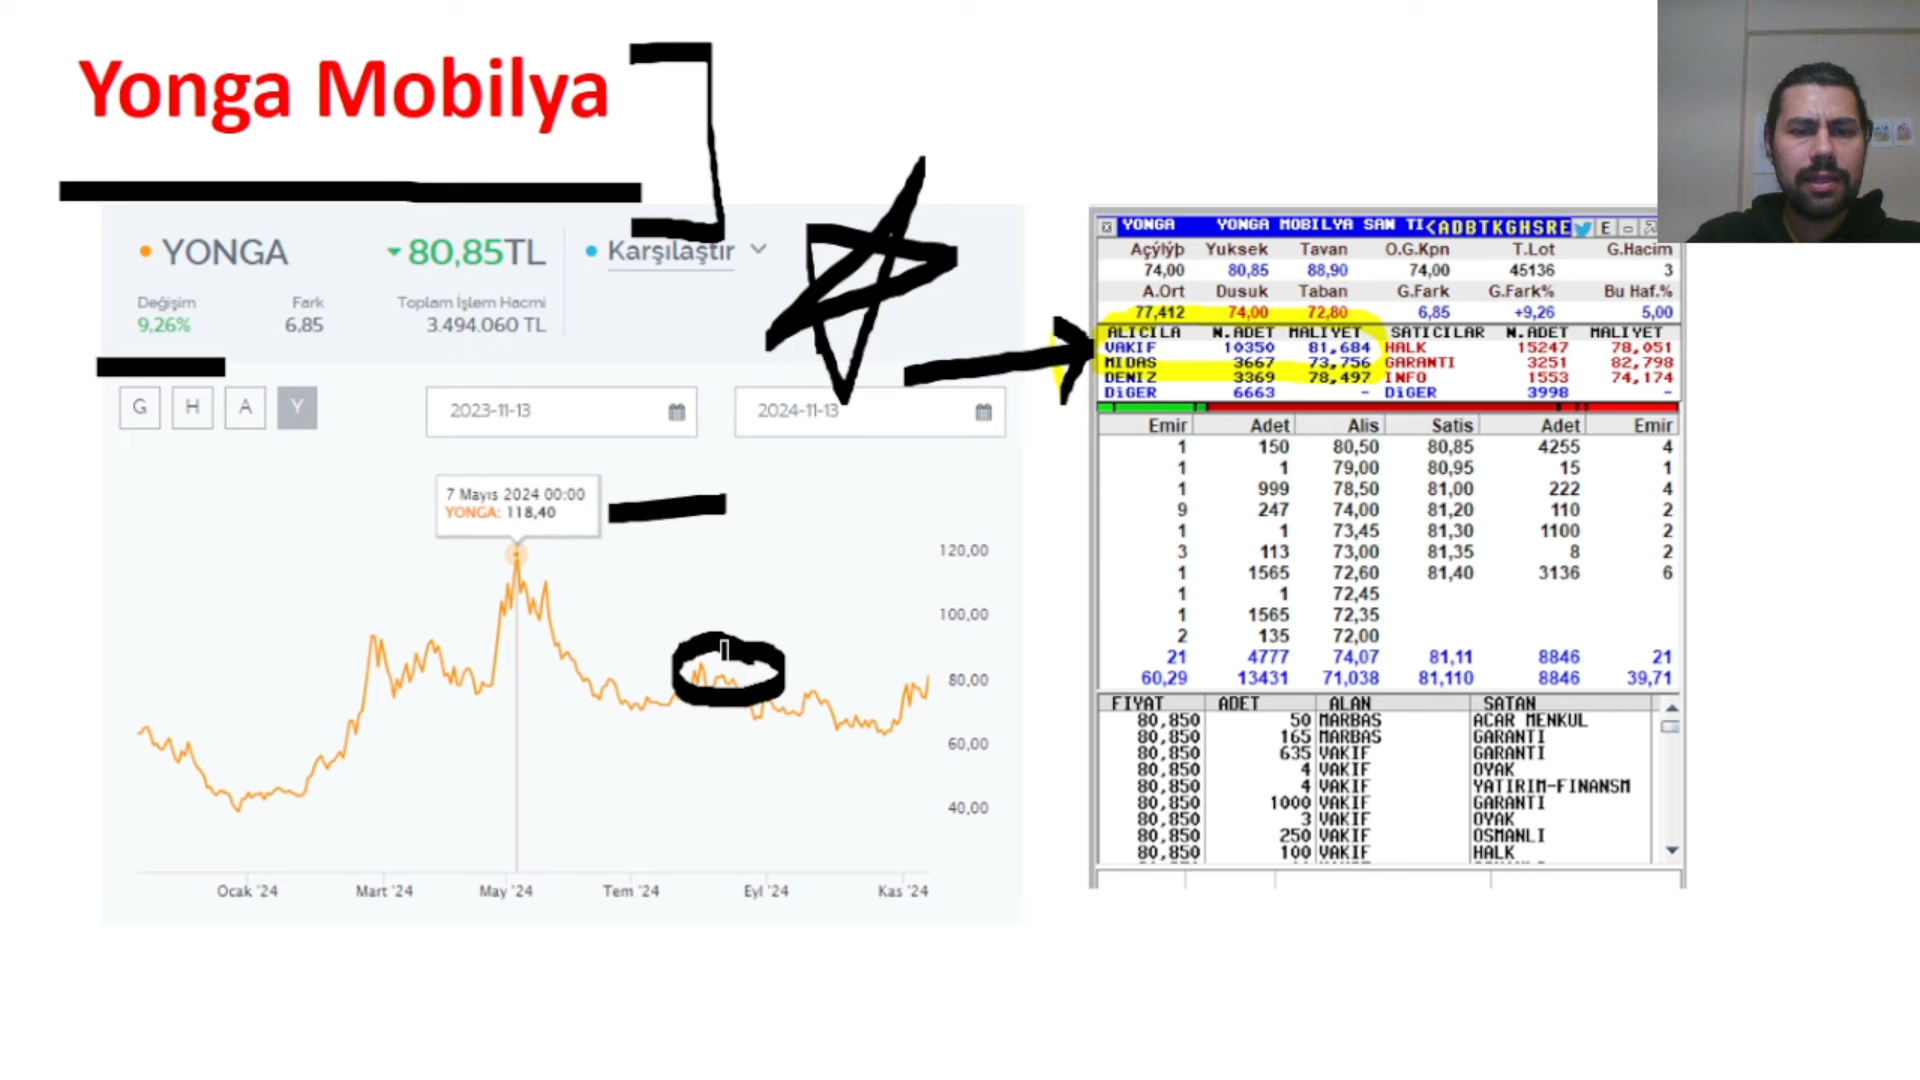 Yonga Mobilya
YONGA
80,85TL
Karşılaştır
Değişim Fark Toplam İşlem Hacmi
9,26% 6,85 3.494.060 TL
G H A Y
2023-11-13 2024-11-13
7 Mayıs 2024 00:00
YONGA: 118,40
120,00
100,00
80,00
60,00
40,00
Ocak '24 Mart '24 May '24 Tem '24 Eyl '24 Kas '24
YONGA YONGA MOBILYA SAN TI<ADBTKGHSRE E
Açýlýþ Yuksek Tavan O.G.Kpn T.Lot G.Hacim
74,00 80,85 88,90 74,00 45136 3
A.Ort Dusuk Taban G.Fark G.Fark% Bu Haf.%
77,412 74,00 72,80 6,85 +9,26 5,00
ALICILA N.ADET MALIYET SATICILAR N.ADET MALIYET
VAKIF 10350 81,684 HALK 15247 78,051
MIDAS 3667 73,756 GARANTI 3251 82,798
DENIZ 3369 78,497 INFO 1553 74,174
DiGER 6663 - DiGER 3998 -
Emir Adet Alis Satis Adet Emir
1 150 80,50 80,85 4255 4
1 1 79,00 80,95 15 1
1 999 78,50 81,00 222 4
9 247 74,00 81,20 110 2
1 1 73,45 81,30 1100 2
3 113 73,00 81,35 8 2
1 1565 72,60 81,40 3136 6
1 1 72,45
1 1565 72,35
2 135 72,00
21 4777 74,07 81,11 8846 21
60,29 13431 71,038 81,110 8846 39,71
FIYAT ADET ALAN SATAN
80,850 50 MARBAS ACAR MENKUL
80,850 165 MARBAS GARANTI
80,850 635 VAKIF GARANTI
80,850 4 VAKIF OYAK
80,850 4 VAKIF YATIRIM-FINANSM
80,850 1000 VAKIF GARANTI
80,850 3 VAKIF OYAK
80,850 250 VAKIF OSMANLI
80,850 100 VAKIF HALK